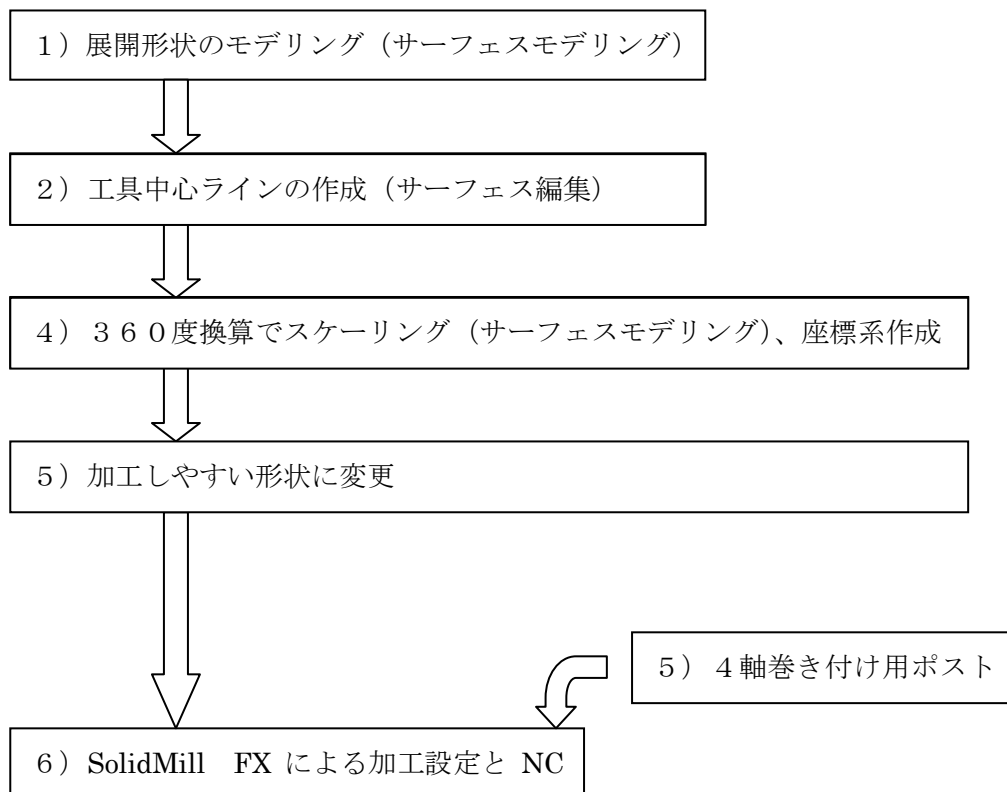 １）展開形状のモデリング（サーフェスモデリング）
２）工具中心ラインの作成（サーフェス編集）
４）３６０度換算でスケーリング（サーフェスモデリング）、座標系作成
５）加工しやすい形状に変更
５）４軸巻き付け用ポスト
６）SolidMill　FX による加工設定と NC